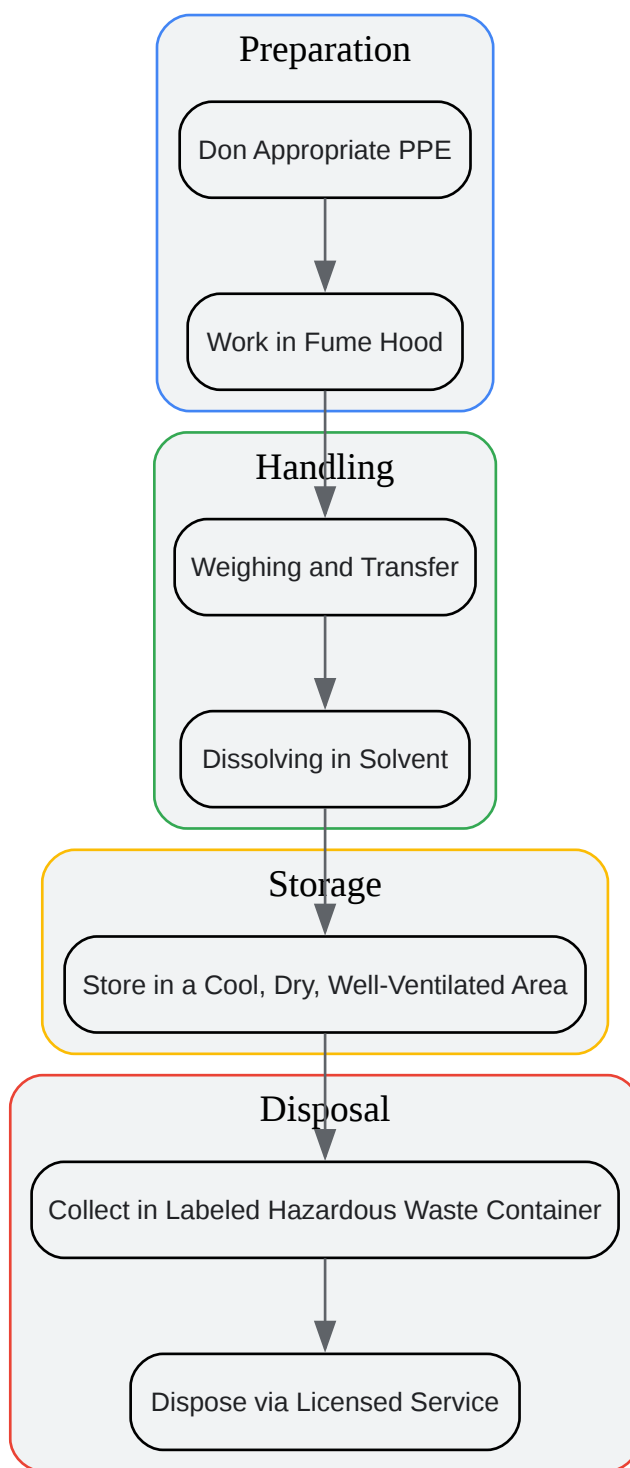 Preparation
Don Appropriate PPE
Work in Fume Hood
Handling
Weighing and Transfer
Dissolving in Solvent
Storage
Store in a Cool, Dry, Well-Ventilated Area
Disposal
Collect in Labeled Hazardous Waste Container
Dispose via Licensed Service